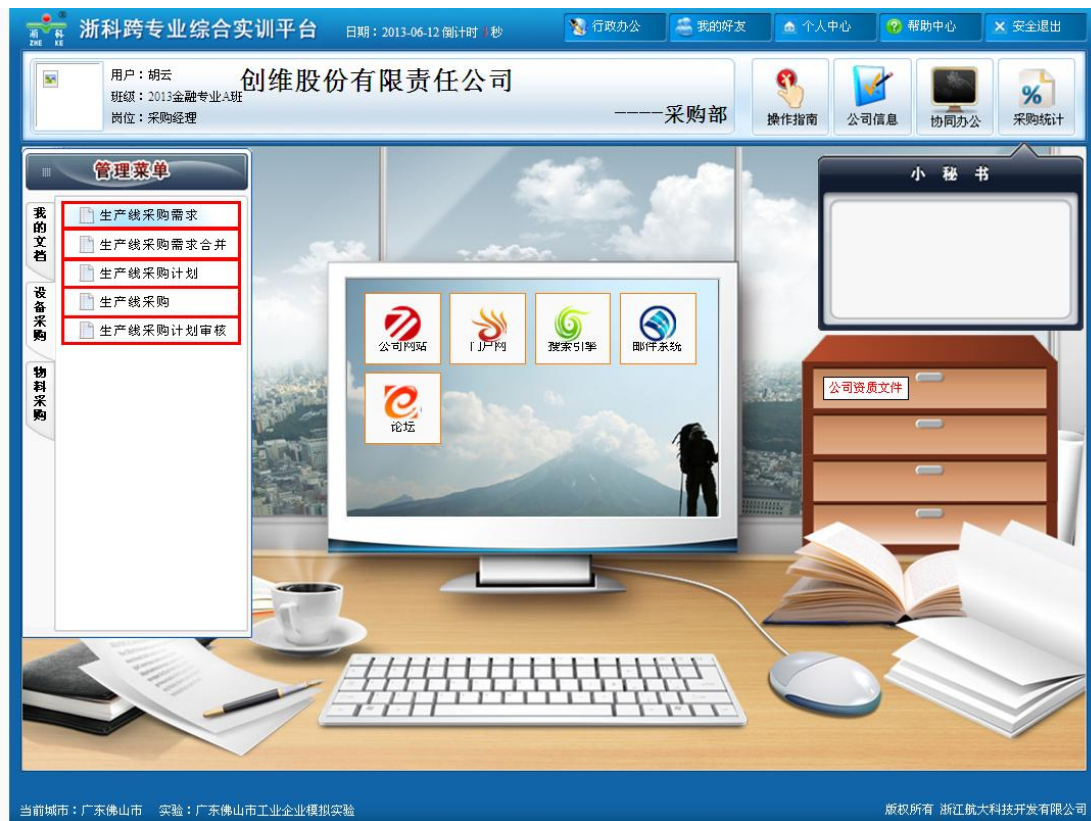 浙科
ZHE KE
浙科跨专业综合实训平台
日期：2013-06-12 倒计时 秒
行政办公
我的好友
个人中心
帮助中心
安全退出
用户：胡云
班级：2013金融专业A班
岗位：采购经理
创维股份有限责任公司
----采购部
操作指南
公司信息
协同办公
采购统计
管理菜单
我的文档
设备采购
物料采购
生产线采购需求
生产线采购需求合并
生产线采购计划
生产线采购
生产线采购计划审核
公司网站
门户网
搜索引擎
邮件系统
论坛
小秘书
公司资质文件
当前城市：广东佛山市 实验：广东佛山市工业企业模拟实验
版权所有 浙江航大科技开发有限公司